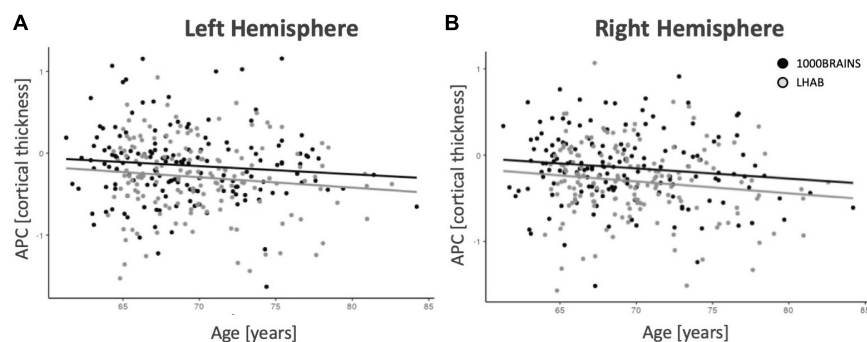 A
Left Hemisphere
APC [cortical thickness]
1
0
-1
65
70
75
80
85
Age [years]
B
Right Hemisphere
1000BRAINS
LHAB
APC [cortical thickness]
1
0
-1
65
70
75
80
85
Age [years]